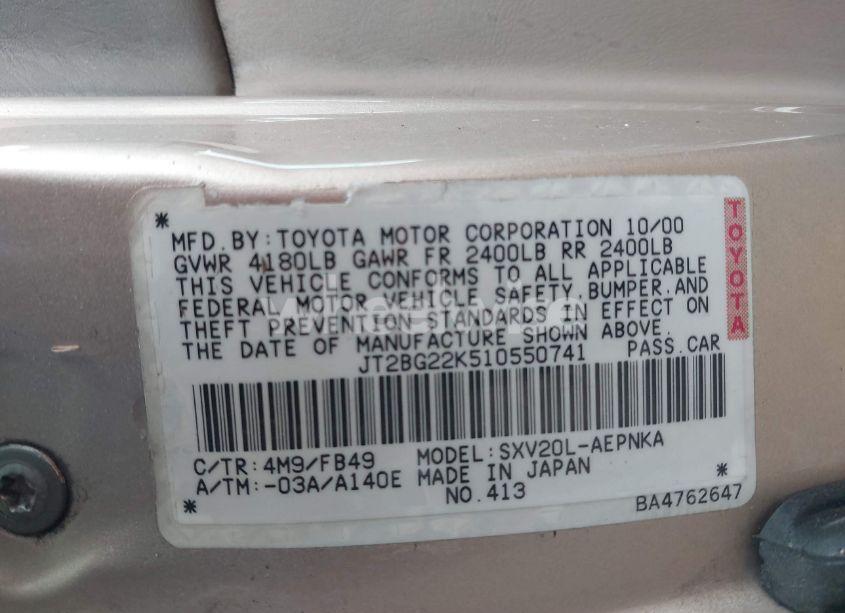 *
MFD. BY: TOYOTA MOTOR CORPORATION 10/00
GVWR 4180LB GAWR FR 2400LB RR 2400LB
THIS VEHICLE CONFORMS TO ALL APPLICABLE
FEDERAL MOTOR VEHICLE SAFETY, BUMPER, AND
THEFT PREVENTION STANDARDS IN EFFECT ON
THE DATE OF MANUFACTURE SHOWN ABOVE.
JT2BG22K510550741 PASS. CAR
TOYOTA
C/TR: 4M9/FB49 MODEL: SXV20L-AEPNKA
A/TM: -03A/A140E MADE IN JAPAN *
* NO. 413 BA4762647